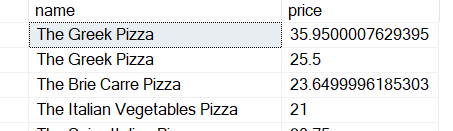 name price
The Greek Pizza 35.9500007629395
The Greek Pizza 25.5
The Brie Carre Pizza 23.6499996185303
The Italian Vegetables Pizza 21